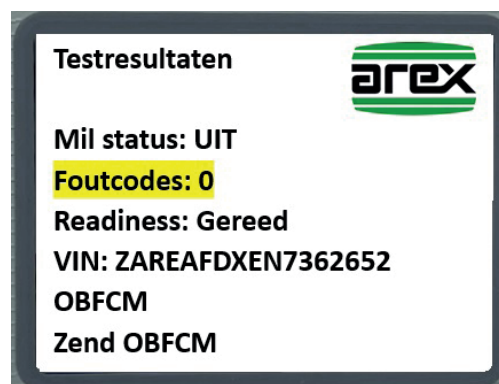 Testresultaten
arex
Mil status: UIT
Foutcodes: 0
Readiness: Gereed
VIN: ZAREAFDXEN7362652
OBFCM
Zend OBFCM